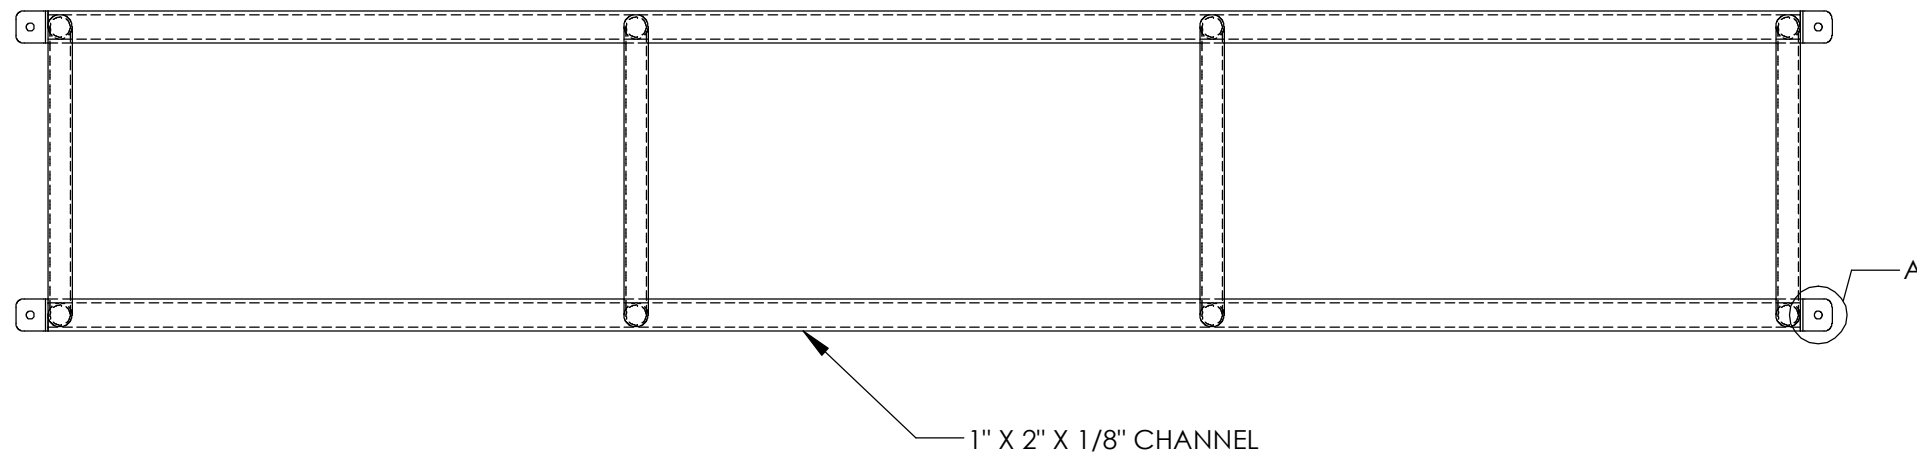 A
1" X 2" X 1/8" CHANNEL